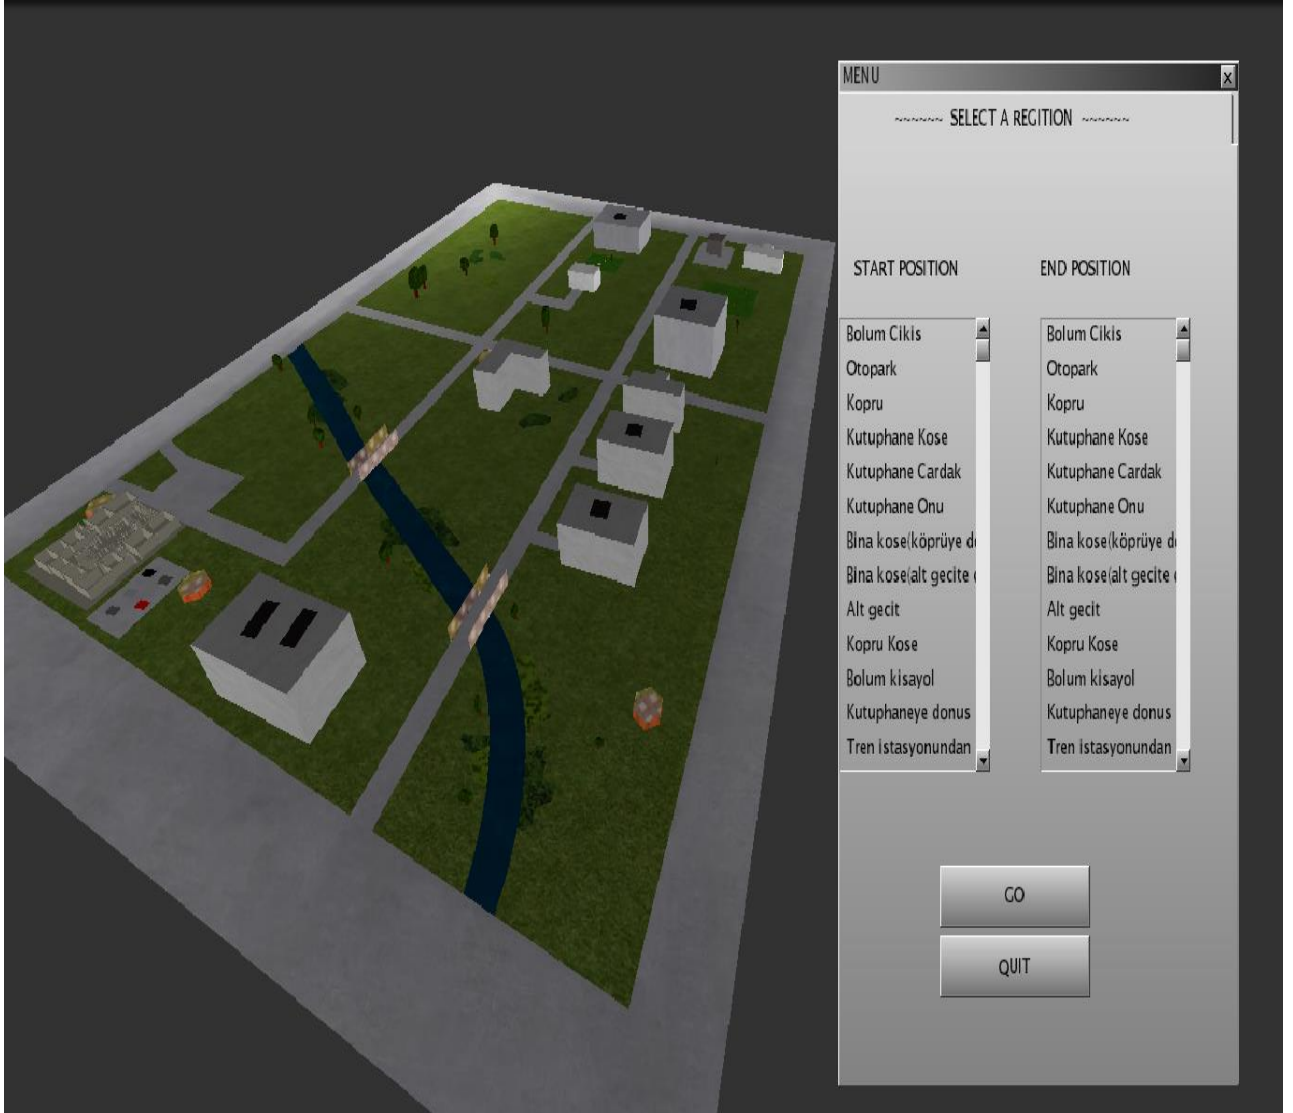 MENU
x
~~~~~~ SELECT A REGITION ~~~~~~
START POSITION
END POSITION
Bolum Cikis
Otopark
Kopru
Kutuphane Kose
Kutuphane Cardak
Kutuphane Onu
Bina kose(köprüye d
Bina kose(alt gecite
Alt gecit
Kopru Kose
Bolum kisayol
Kutuphaneye donus
Tren istasyonundan
Bolum Cikis
Otopark
Kopru
Kutuphane Kose
Kutuphane Cardak
Kutuphane Onu
Bina kose(köprüye d
Bina kose(alt gecite
Alt gecit
Kopru Kose
Bolum kisayol
Kutuphaneye donus
Tren istasyonundan
GO
QUIT